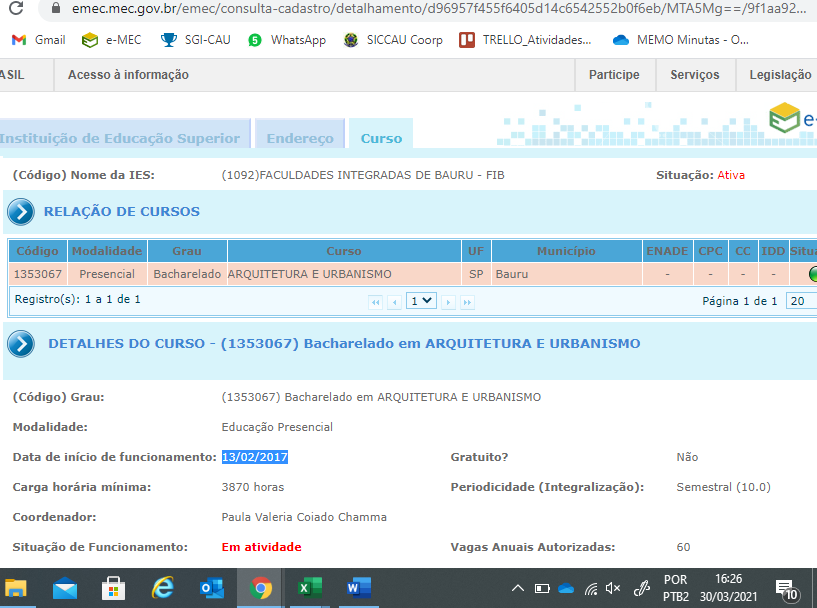 emec.mec.gov.br/emec/consulta-cadastro/detalhamento/d96957f455f6405d14c6542552b0f6eb/MTA5Mg==/9f1aa92...
Gmail e-MEC SGI-CAU WhatsApp SICCAU Coorp TRELLO_Atividades... MEMO Minutas - O...
ASIL Acesso à informação Participe Serviços Legislação
Instituição de Educação Superior Endereço Curso
(Código) Nome da IES: (1092)FACULDADES INTEGRADAS DE BAURU - FIB Situação: Ativa
RELAÇÃO DE CURSOS
Código Modalidade Grau Curso UF Município ENADE CPC CC IDD Situa
1353067 Presencial Bacharelado ARQUITETURA E URBANISMO SP Bauru - - - -
Registro(s): 1 a 1 de 1 1 Página 1 de 1 20
DETALHES DO CURSO - (1353067) Bacharelado em ARQUITETURA E URBANISMO
(Código) Grau: (1353067) Bacharelado em ARQUITETURA E URBANISMO
Modalidade: Educação Presencial
Data de início de funcionamento: 13/02/2017 Gratuito? Não
Carga horária mínima: 3870 horas Periodicidade (Integralização): Semestral (10.0)
Coordenador: Paula Valeria Coiado Chamma
Situação de Funcionamento: Em atividade Vagas Anuais Autorizadas: 60
POR 16:26
PTB2 30/03/2021 10